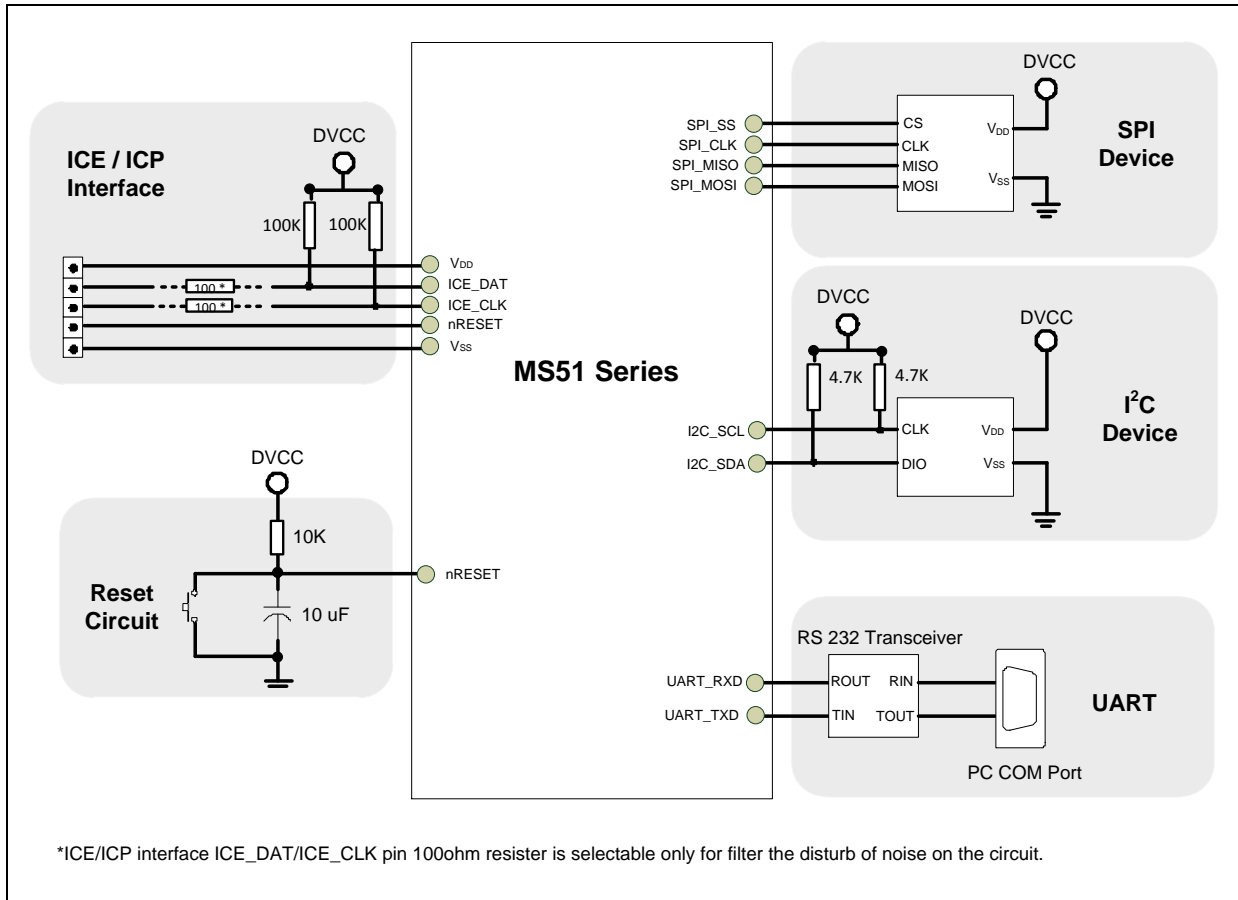 ICE / ICP
Interface
DVCC
100K
100K
100 *
100 *
VDD
ICE_DAT
ICE_CLK
nRESET
VSS
DVCC
10K
10 uF
Reset
Circuit
nRESET
MS51 Series
SPI_SS
SPI_CLK
SPI_MISO
SPI_MOSI
CS
CLK
MISO
MOSI
VDD
VSS
DVCC
SPI
Device
DVCC
4.7K
4.7K
I2C_SCL
I2C_SDA
CLK
DIO
VDD
VSS
DVCC
I²C
Device
RS 232 Transceiver
UART_RXD
UART_TXD
ROUT
RIN
TIN
TOUT
UART
PC COM Port
*ICE/ICP interface ICE_DAT/ICE_CLK pin 100ohm resister is selectable only for filter the disturb of noise on the circuit.